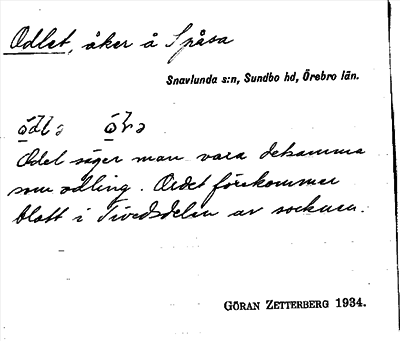 Odlet, åker å Spåsa
Snavlunda s:n, Sundbo hd, Örebro län.
Odel säger man vara detsamma
som odling. Ordet förekommer
blott i Tivedsdelen av socknen.
GÖRAN ZETTERBERG 1934.